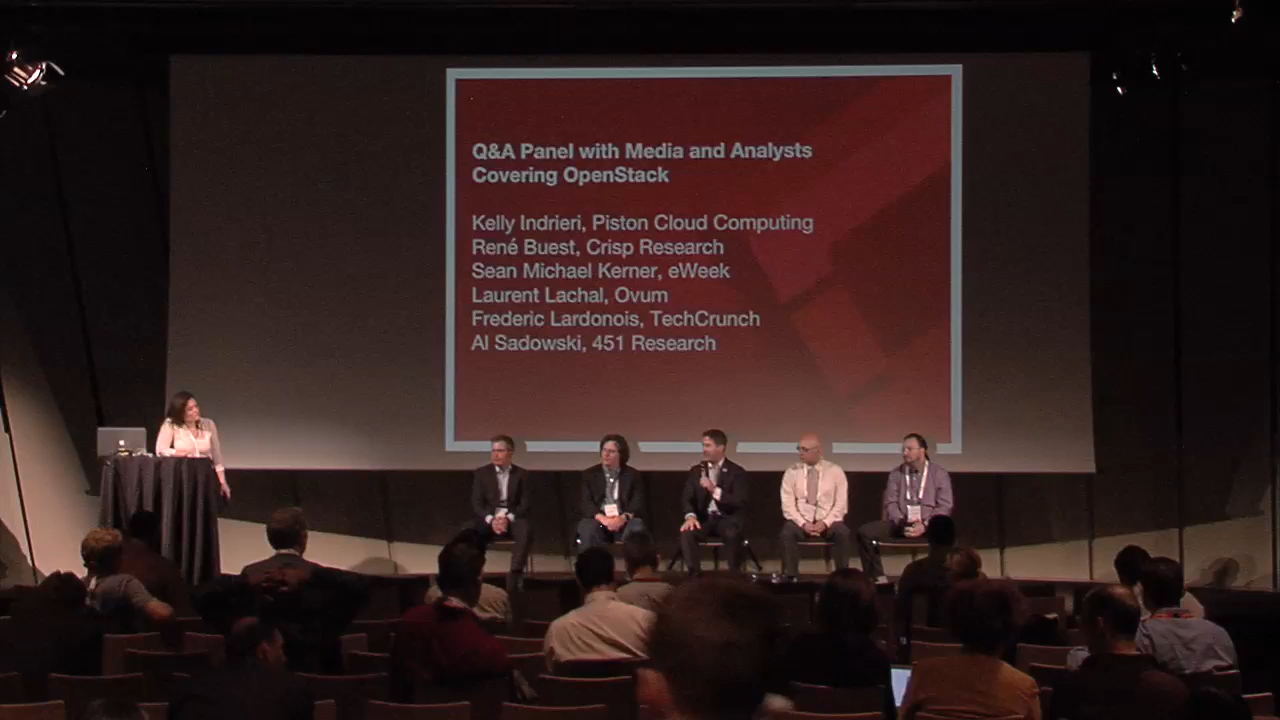 Q&A Panel with Media and Analysts
Covering OpenStack
Kelly Indrieri, Piston Cloud Computing
René Buest, Crisp Research
Sean Michael Kerner, eWeek
Laurent Lachal, Ovum
Frederic Lardonois, TechCrunch
Al Sadowski, 451 Research